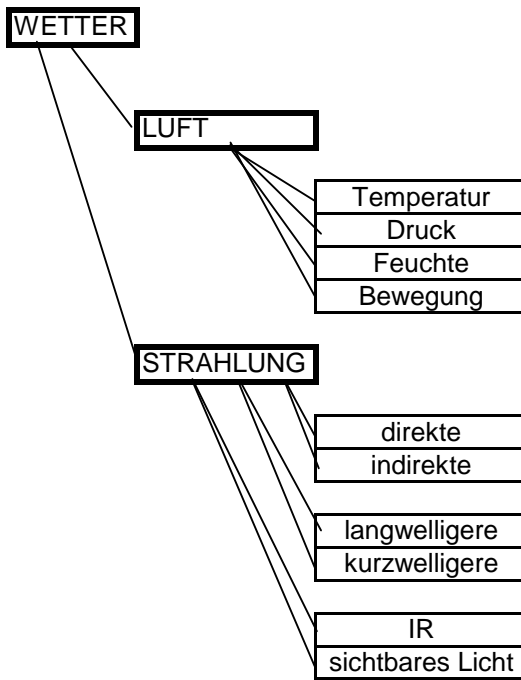 WETTER
LUFT
Temperatur
Druck
Feuchte
Bewegung
STRAHLUNG
direkte
indirekte
langwelligere
kurzwelligere
IR
sichtbares Licht